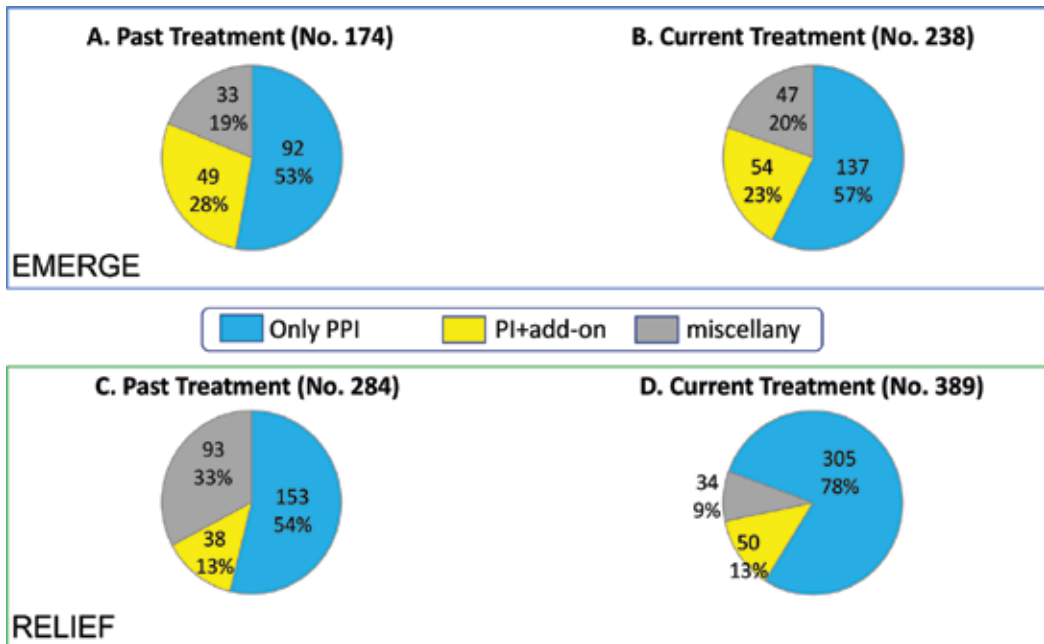 A. Past Treatment (No. 174)
B. Current Treatment (No. 238)
33
19%
92
53%
49
28%
47
20%
137
57%
54
23%
EMERGE
Only PPI
PI+add-on
miscellany
C. Past Treatment (No. 284)
D. Current Treatment (No. 389)
93
33%
153
54%
38
13%
305
78%
34
9%
50
13%
RELIEF